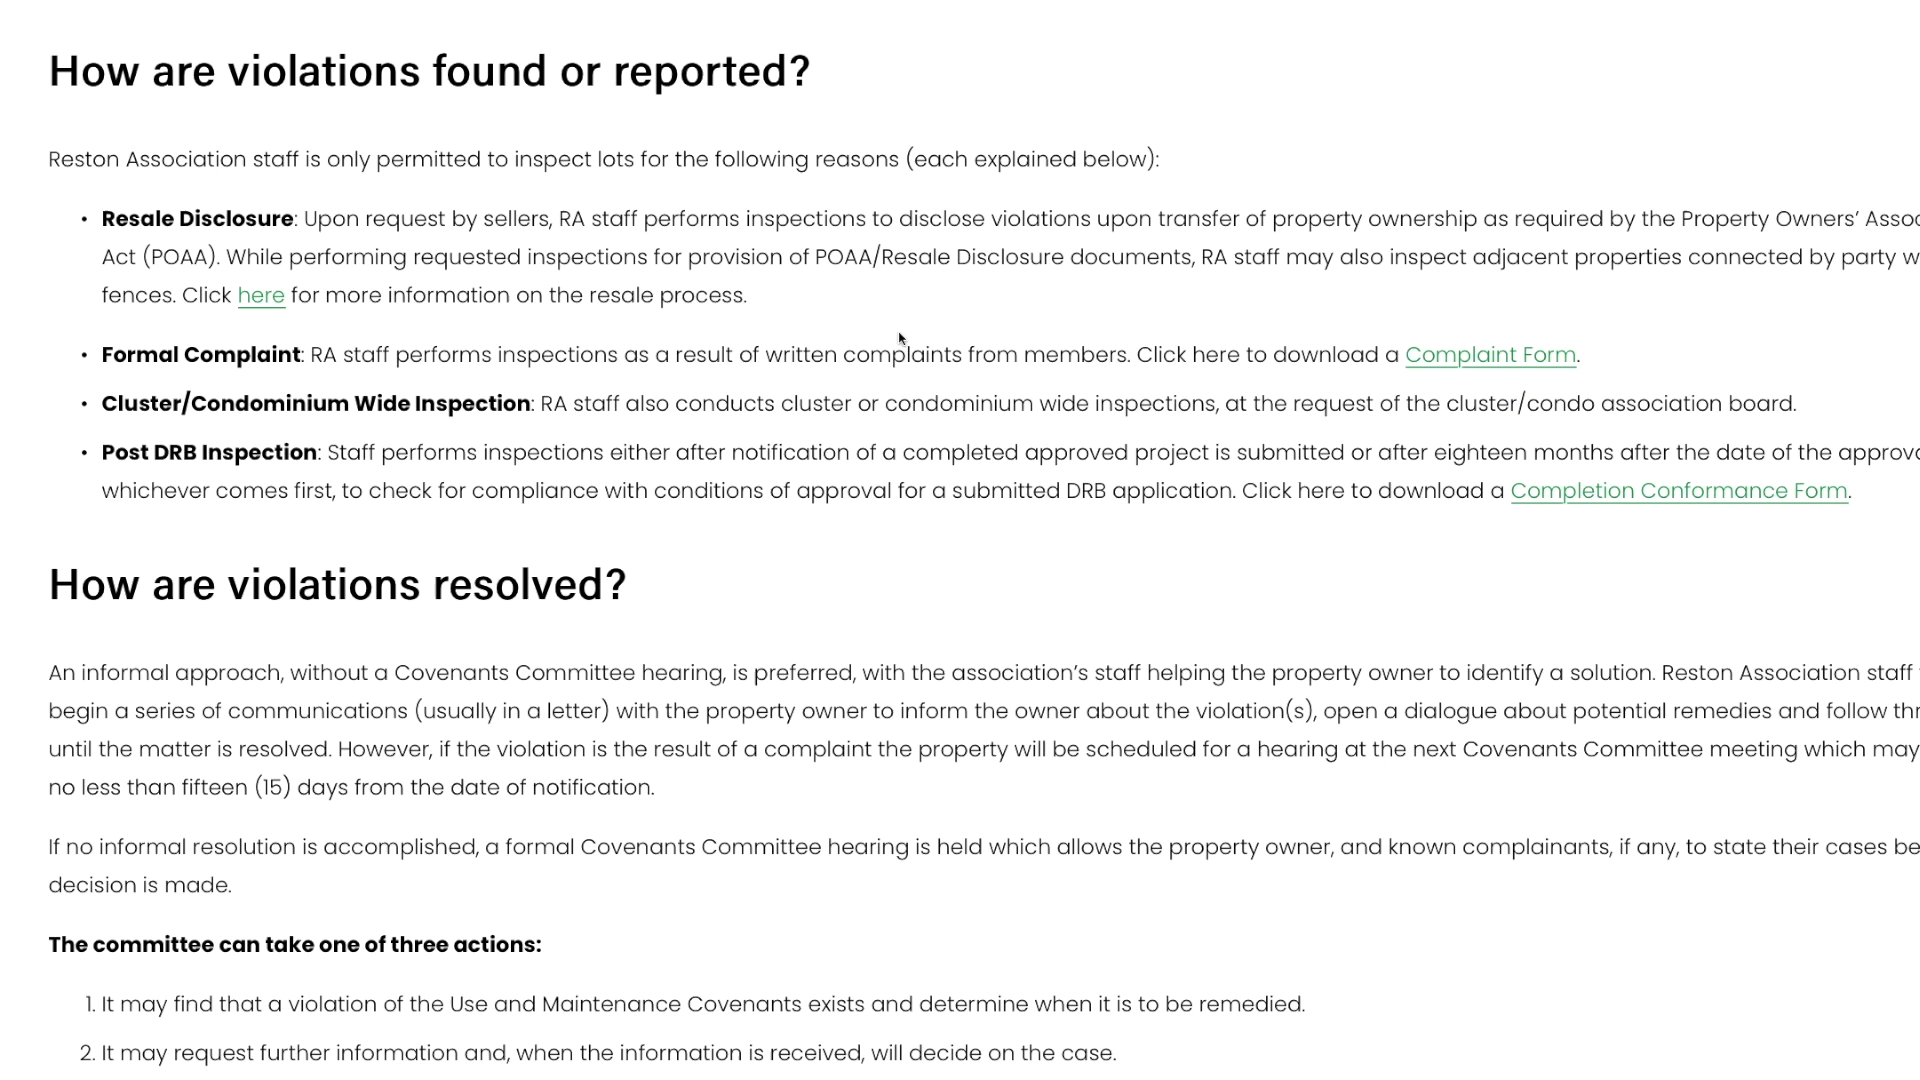 How are violations found or reported?
Reston Association staff is only permitted to inspect lots for the following reasons (each explained below):
• Resale Disclosure: Upon request by sellers, RA staff performs inspections to disclose violations upon transfer of property ownership as required by the Property Owners’
Act (POAA). While performing requested inspections for provision of POAA/Resale Disclosure documents, RA staff may also inspect adjacent properties connected by party
fences. Click here for more information on the resale process.
• Formal Complaint: RA staff performs inspections as a result of written complaints from members. Click here to download a Complaint Form.
• Cluster/Condominium Wide Inspection: RA staff also conducts cluster or condominium wide inspections, at the request of the cluster/condo association board.
• Post DRB Inspection: Staff performs inspections either after notification of a completed approved project is submitted or after eighteen months after the date of the
whichever comes first, to check for compliance with conditions of approval for a submitted DRB application. Click here to download a Completion Conformance Form.
How are violations resolved?
An informal approach, without a Covenants Committee hearing, is preferred, with the association’s staff helping the property owner to identify a solution. Reston Association staff
begin a series of communications (usually in a letter) with the property owner to inform the owner about the violation(s), open a dialogue about potential remedies and follow
until the matter is resolved. However, if the violation is the result of a complaint the property will be scheduled for a hearing at the next Covenants Committee meeting which may
no less than fifteen (15) days from the date of notification.
If no informal resolution is accomplished, a formal Covenants Committee hearing is held which allows the property owner, and known complainants, if any, to state their cases
decision is made.
The committee can take one of three actions:
1. It may find that a violation of the Use and Maintenance Covenants exists and determine when it is to be remedied.
2. It may request further information and, when the information is received, will decide on the case.